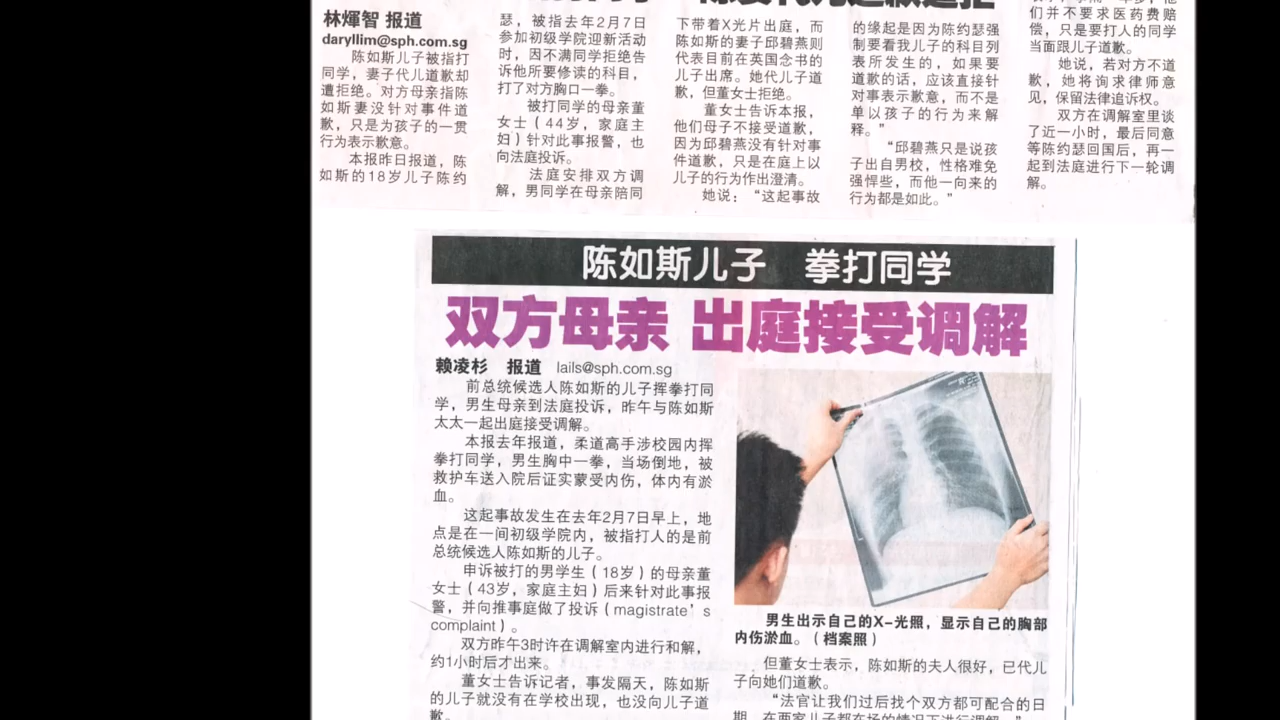 林煇智 报道
daryllim@sph.com.sg
陈如斯儿子被指打
同学，妻子代儿道歉却
遭拒绝。对方母亲指陈
如斯妻没针对事件道
歉，只是为孩子的一贯
行为表示歉意。
本报昨日报道，陈
如斯的18岁儿子陈约
瑟，被指去年2月7日
参加初级学院迎新活动
时，因不满同学拒绝告
诉他所要修读的科目，
打了对方胸口一拳。
被打同学的母亲董
女士（44岁，家庭主
妇）针对此事报警，也
向法庭投诉。
法庭安排双方调
解，男同学在母亲陪同
下带着X光片出庭，而
陈如斯的妻子邱碧燕则
代表目前在英国念书的
儿子出席。她代儿子道
歉，但董女士拒绝。
董女士告诉本报，
他们母子不接受道歉，
因为邱碧燕没有针对事
件道歉，只是在庭上以
儿子的行为作出澄清。
她说：“这起事故
的缘起是因为陈约瑟强
制要看我儿子的科目列
表所发生的，如果要
道歉的话，应该直接针
对事表示歉意，而不是
单以孩子的行为来解
释。”
“邱碧燕只是说孩
子出自男校，性格难免
强悍些，而他一向来的
行为都是如此。”
们并不要求医药费赔
偿，只是要打人的同学
当面跟儿子道歉。
她说，若对方不道
歉，她将询求律师意
见，保留法律追诉权。
双方在调解室里谈
了近一小时，最后同意
等陈约瑟回国后，再一
起到法庭进行下一轮调
解。
陈如斯儿子 拳打同学
双方母亲 出庭接受调解
赖凌杉 报道 lails@sph.com.sg
前总统候选人陈如斯的儿子挥拳打同
学，男生母亲到法庭投诉，昨午与陈如斯
太太一起出庭接受调解。
本报去年报道，柔道高手涉校园内挥
拳打同学，男生胸中一拳，当场倒地，被
救护车送入院后证实蒙受内伤，体内有淤
血。
这起事故发生在去年2月7日早上，地
点是在一间初级学院内，被指打人的是前
总统候选人陈如斯的儿子。
申诉被打的男学生（18岁）的母亲董
女士（43岁，家庭主妇）后来针对此事报
警，并向推事庭做了投诉（magistrate's
complaint）。
双方昨午3时许在调解室内进行和解，
约1小时后才出来。
董女士告诉记者，事发隔天，陈如斯
的儿子就没有在学校出现，也没向儿子道
歉。
男生出示自己的X-光照，显示自己的胸部
内伤淤血。（档案照）
但董女士表示，陈如斯的夫人很好，已代儿
子向她们道歉。
“法官让我们过后找个双方都可配合的日
期，在两家儿子都在场的情况下进行调解。”